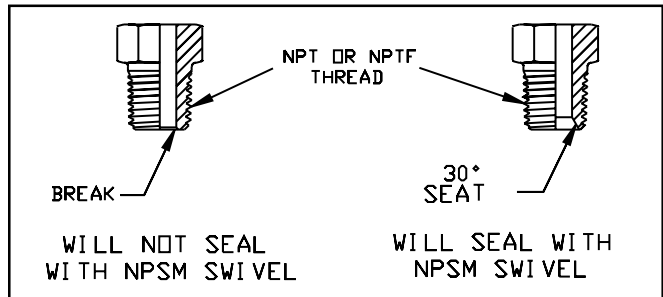 NPT OR NPTF
THREAD
BREAK
30°
SEAT
WILL NOT SEAL
WITH NPSM SWIVEL
WILL SEAL WITH
NPSM SWIVEL